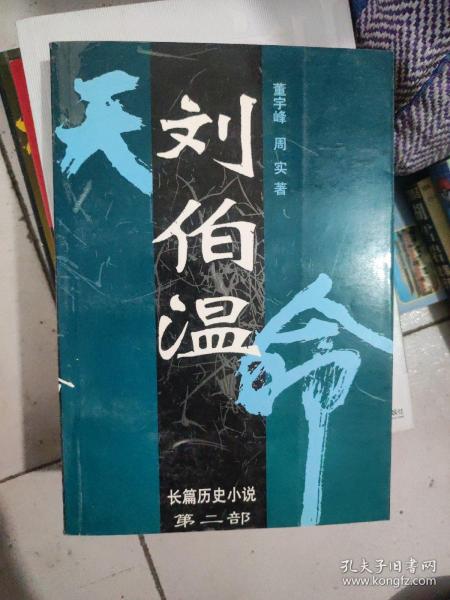 天命
刘伯温
董宇峰 周实 著
长篇历史小说
第二部
孔夫子旧书网
www.kongfz.com